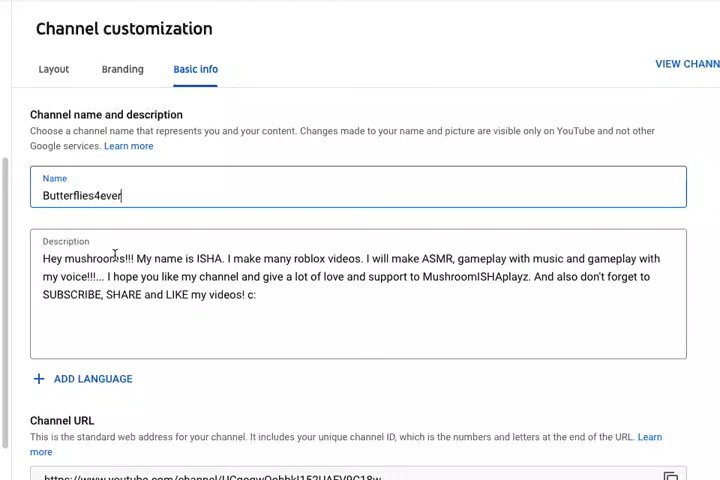 Channel customization
Layout Branding Basic info
VIEW CHANN
Channel name and description
Choose a channel name that represents you and your content. Changes made to your name and picture are visible only on YouTube and not other
Google services. Learn more
Name
Butterflies4ever
Description
Hey mushrooms!!! My name is ISHA. I make many roblox videos. I will make ASMR, gameplay with music and gameplay with
my voice!!!... I hope you like my channel and give a lot of love and support to MushroomISHAplayz. And also don't forget to
SUBSCRIBE, SHARE and LIKE my videos! c:
+ ADD LANGUAGE
Channel URL
This is the standard web address for your channel. It includes your unique channel ID, which is the numbers and letters at the end of the URL. Learn
more